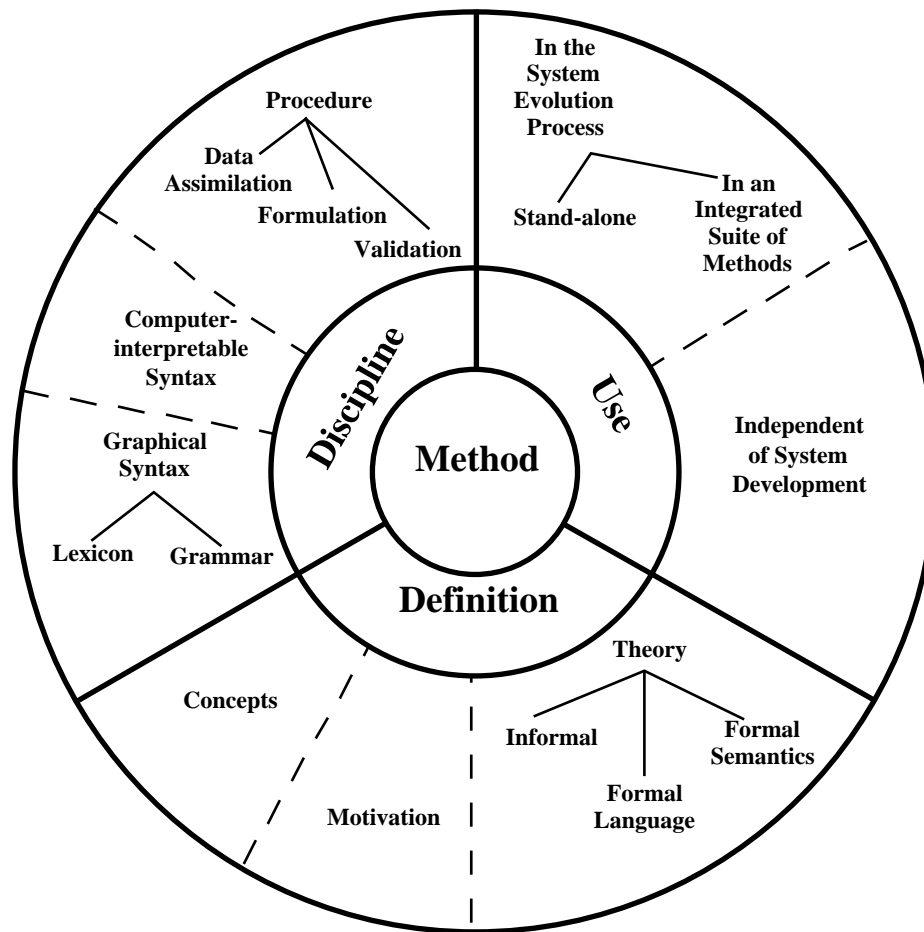 In the
System
Evolution
Process
Stand-alone
In an
Integrated
Suite of
Methods
Procedure
Data
Assimilation
Formulation
Validation
Computer-
interpretable
Syntax
Graphical
Syntax
Lexicon
Grammar
Discipline
Use
Method
Definition
Independent
of System
Development
Concepts
Motivation
Theory
Informal
Formal
Language
Formal
Semantics